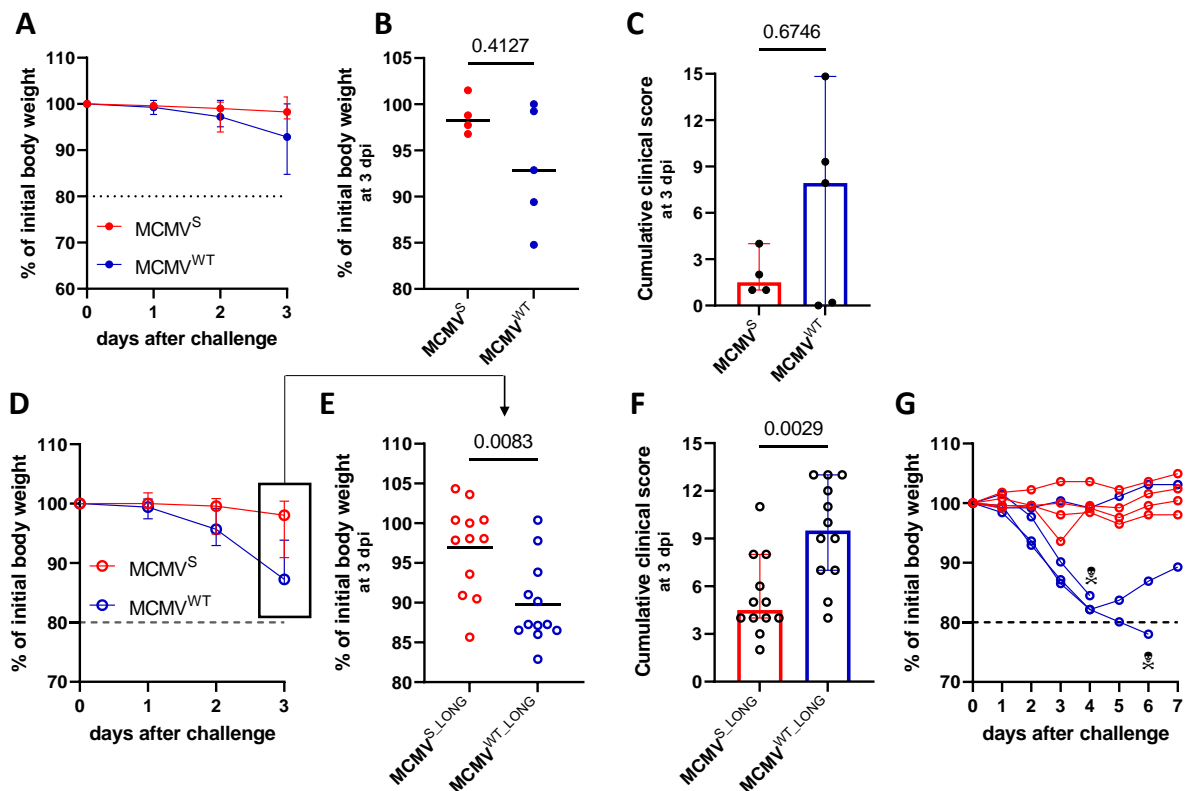 A
% of initial body weight
110
100
90
80
70
60
0
1
2
3
days after challenge
MCMV^S
MCMV^WT
B
0.4127
% of initial body weight
at 3 dpi
105
100
95
90
85
80
MCMV^S
MCMV^WT
C
0.6746
Cumulative clinical score
at 3 dpi
15
12
9
6
3
0
MCMV^S
MCMV^WT
D
% of initial body weight
110
100
90
80
70
0
1
2
3
days after challenge
MCMV^S
MCMV^WT
E
0.0083
% of initial body weight
at 3 dpi
110
105
100
95
90
85
80
MCMV^S_LONG
MCMV^WT_LONG
F
0.0029
Cumulative clinical score
at 3 dpi
15
12
9
6
3
0
MCMV^S_LONG
MCMV^WT_LONG
G
% of initial body weight
110
100
90
80
70
0 1 2 3 4 5 6 7
days after challenge